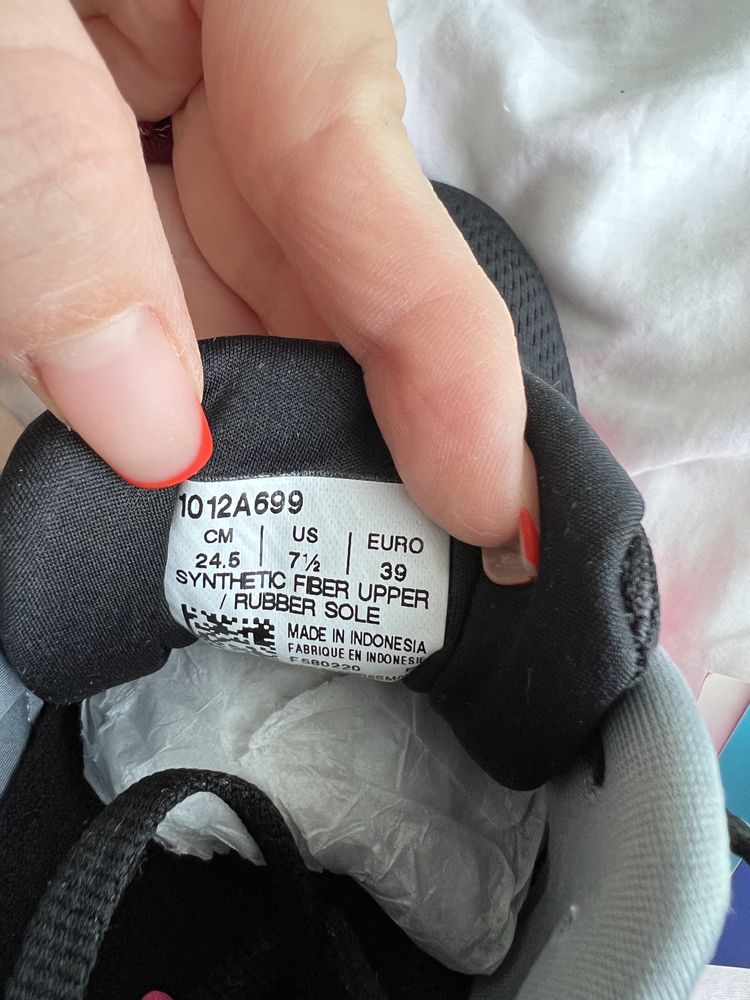 1012A699
CM | US | EURO
24.5 | 7½ | 39
SYNTHETIC FIBER UPPER
/ RUBBER SOLE
MADE IN INDONESIA
FABRIQUE EN INDONESIE
F580220